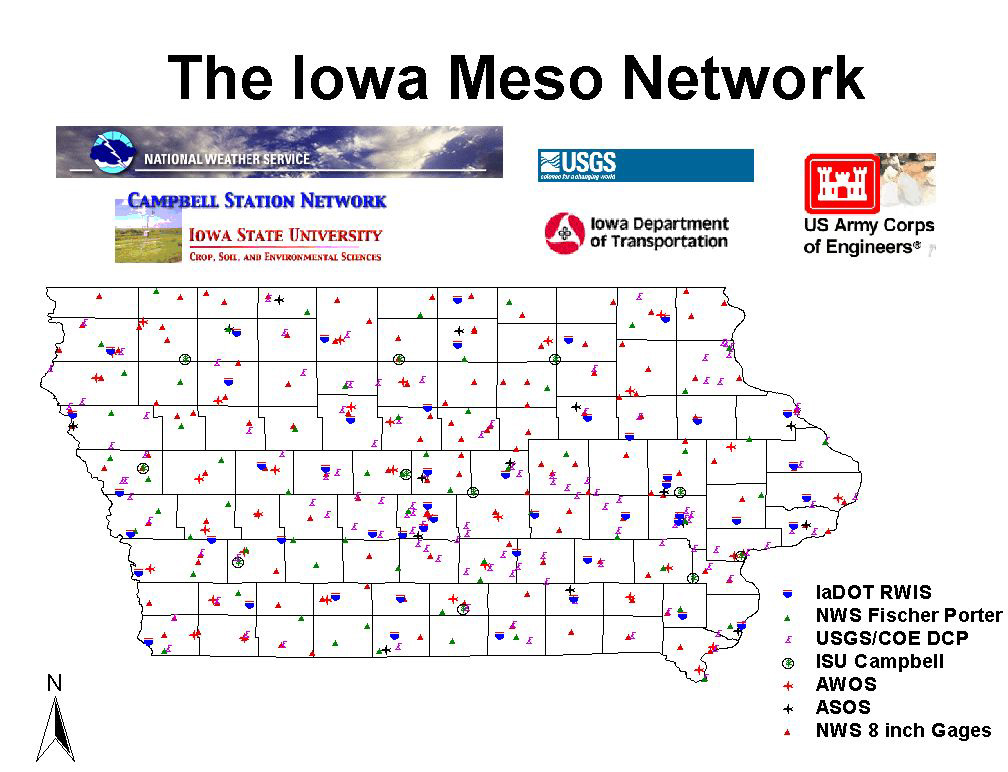 The Iowa Meso Network
NATIONAL WEATHER SERVICE
USGS
science for a changing world
CAMPBELL STATION NETWORK
IOWA STATE UNIVERSITY
CROP, SOIL, AND ENVIRONMENTAL SCIENCES
Iowa Department
of Transportation
US Army Corps
of Engineers®
IaDOT RWIS
NWS Fischer Porter
USGS/COE DCP
ISU Campbell
AWOS
ASOS
NWS 8 inch Gages
N